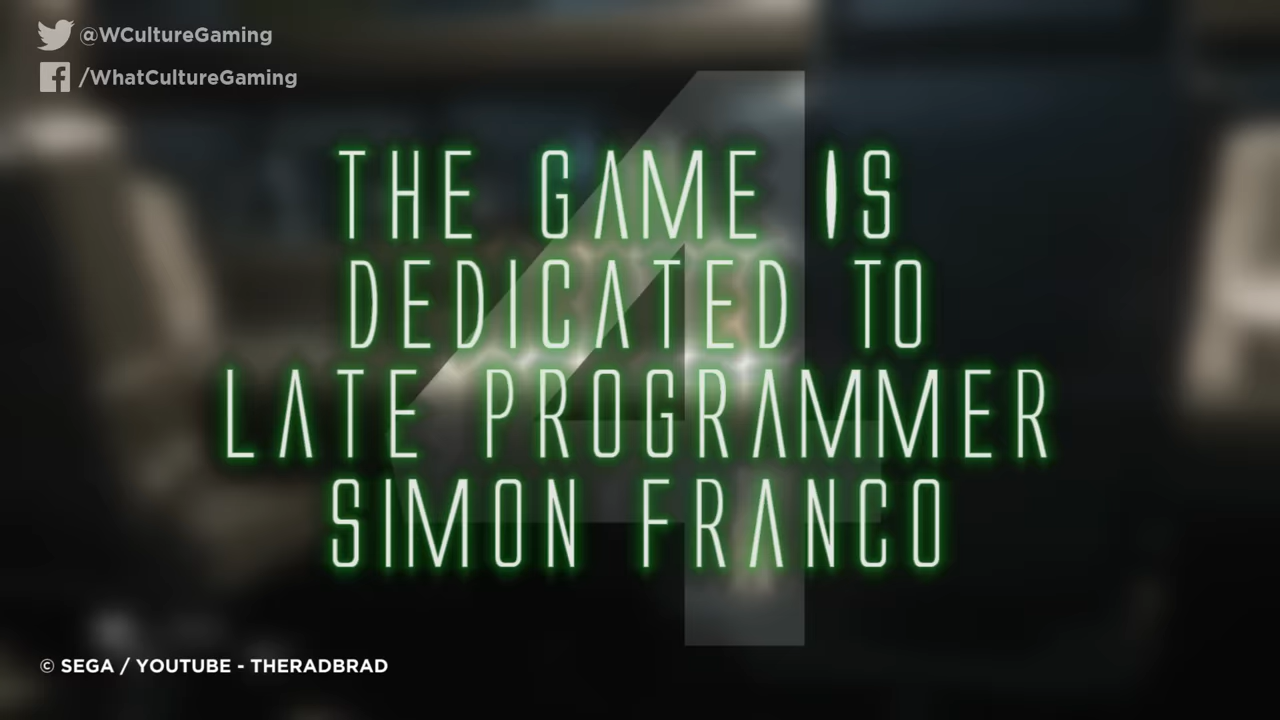 @WCultureGaming
/WhatCultureGaming
4
THE GAME IS
DEDICATED TO
LATE PROGRAMMER
SIMON FRANCO
© SEGA / YOUTUBE - THERADBRAD